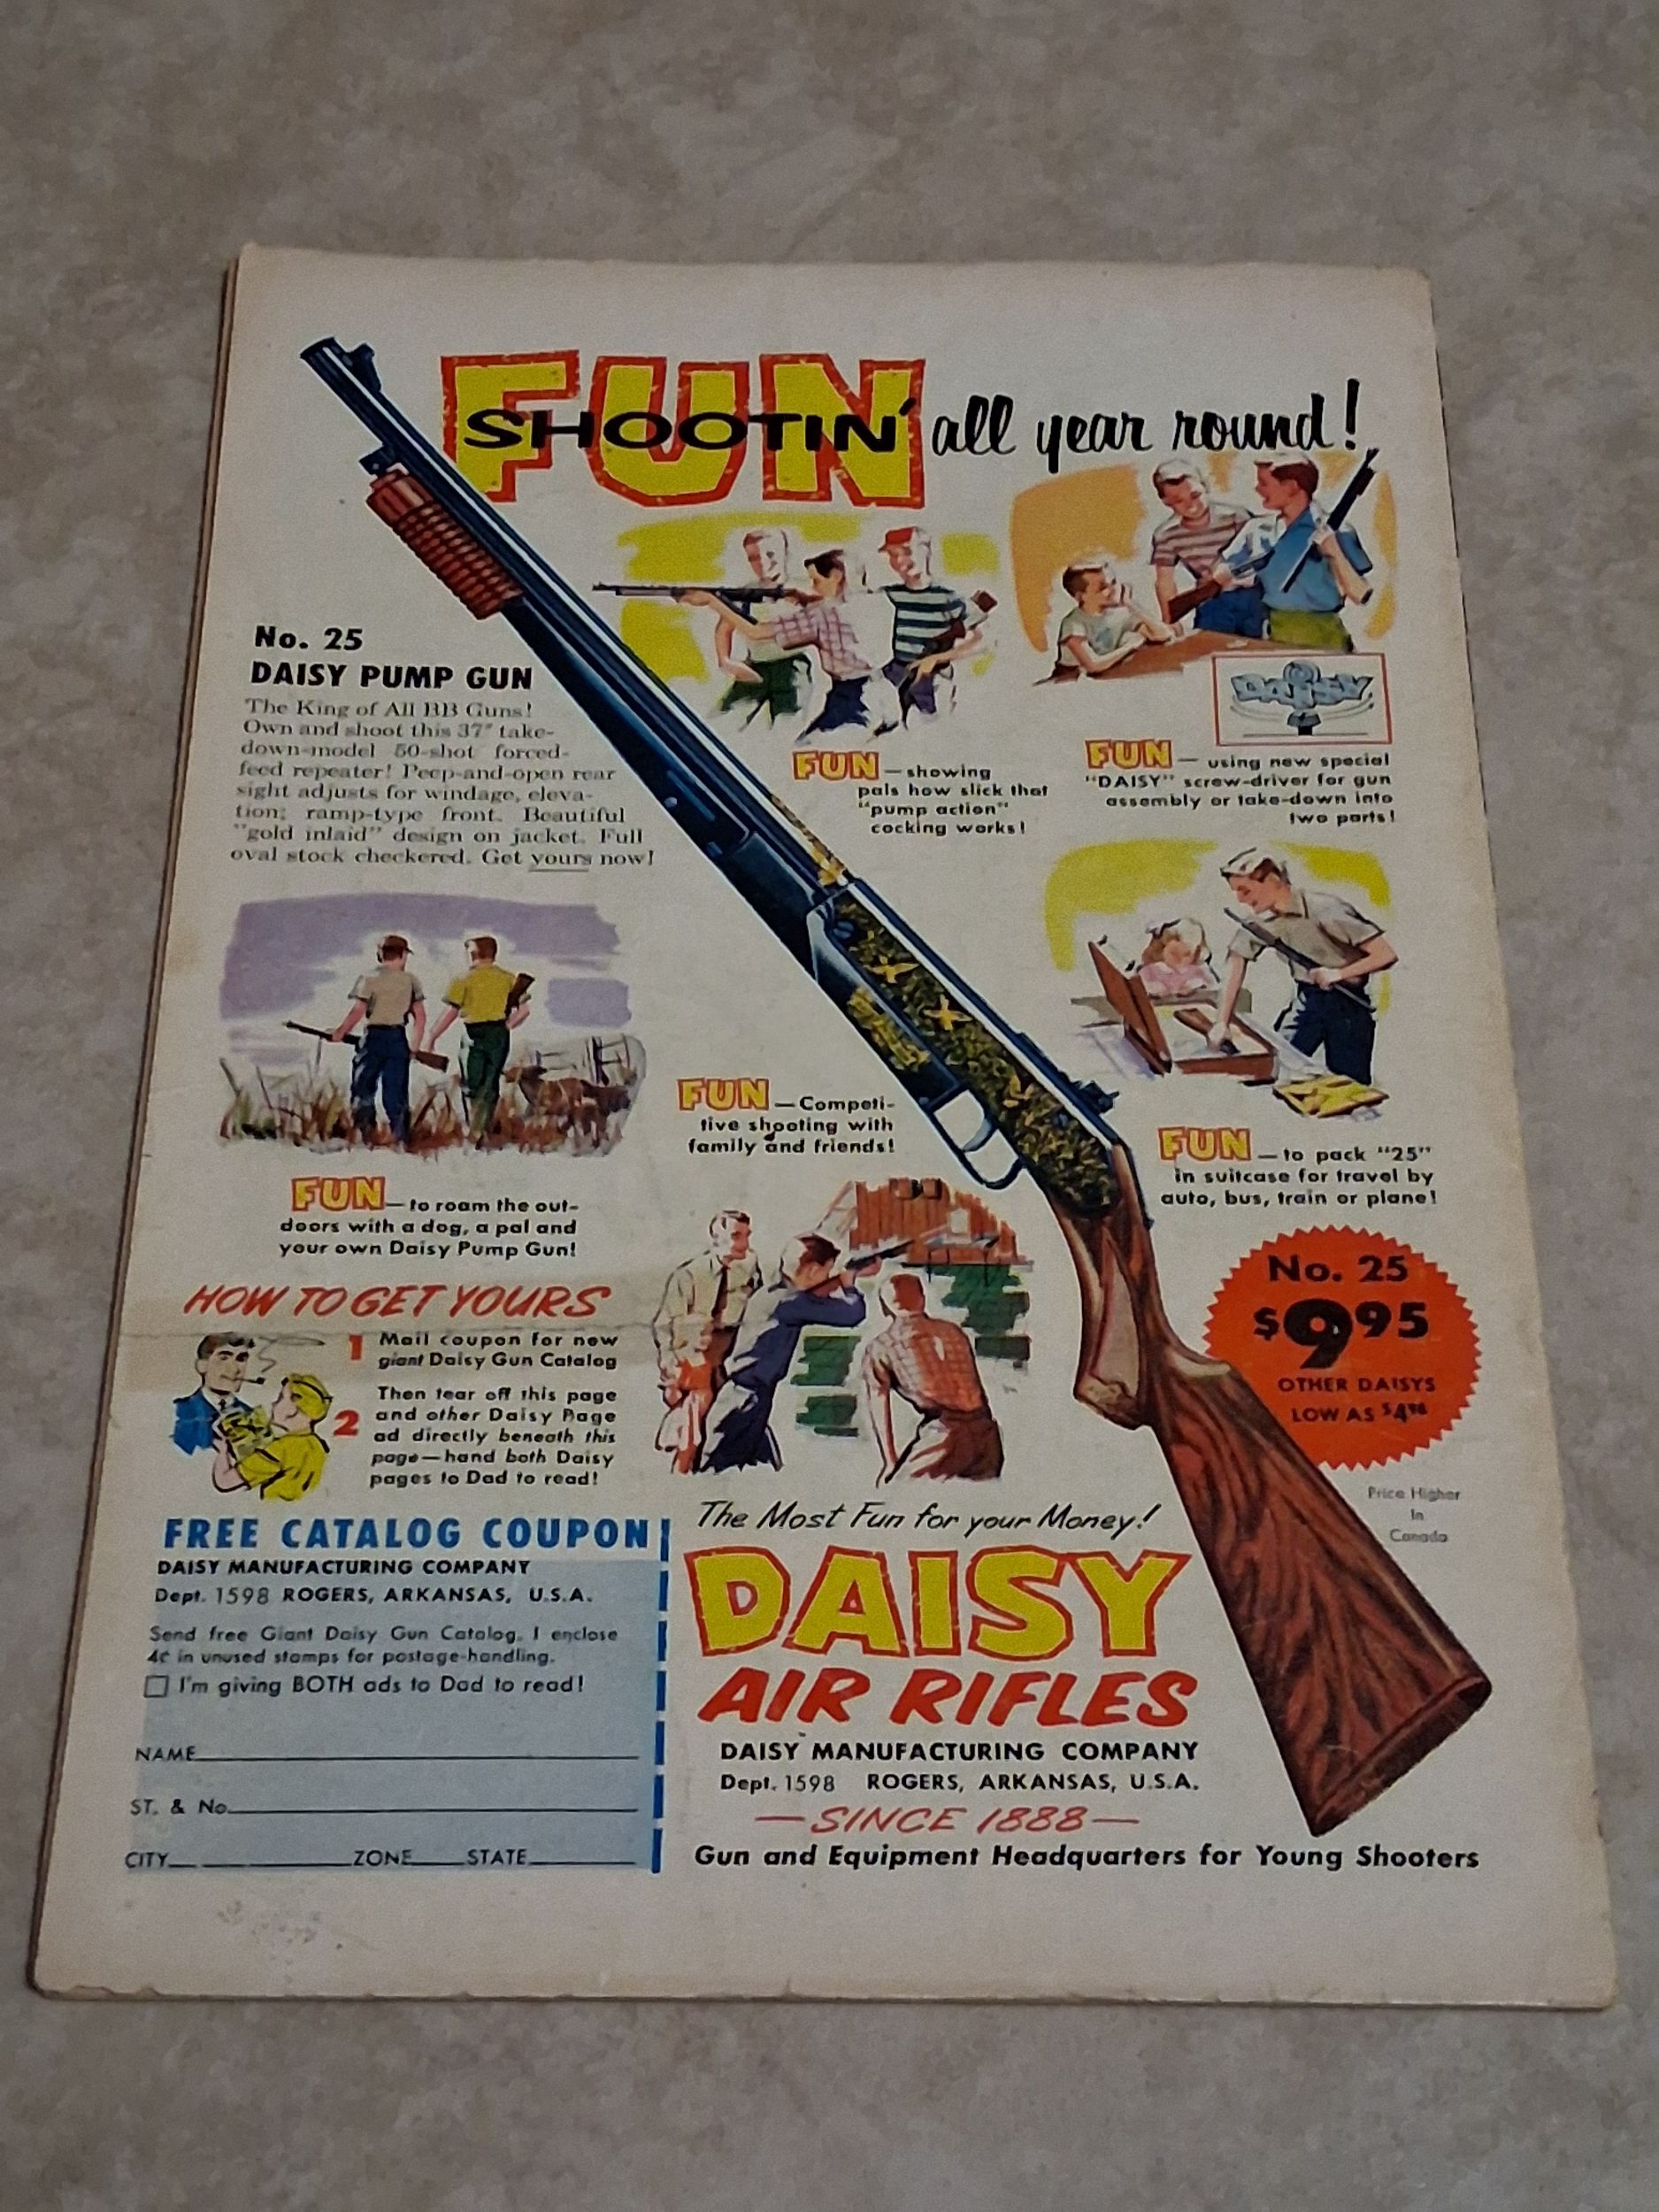 FUN
SHOOTIN' all year round!
No. 25
DAISY PUMP GUN
The King of All BB Guns!
Own and shoot this 37" take-
down-model 50-shot forced-
feed repeater! Peep-and-open rear
sight adjusts for windage, eleva-
tion; ramp-type front. Beautiful
"gold inlaid" design on jacket. Full
oval stock checkered. Get yours now!
FUN—showing
pals how slick that
"pump action"
cocking works!
DAISY
FUN— using new special
"DAISY" screw-driver for gun
assembly or take-down into
two parts!
FUN—to roam the out-
doors with a dog, a pal and
your own Daisy Pump Gun!
FUN—Competi-
tive shooting with
family and friends!
FUN—to pack "25"
in suitcase for travel by
auto, bus, train or plane!
HOW TO GET YOURS
1 Mail coupon for new
giant Daisy Gun Catalog
2 Then tear off this page
and other Daisy Page
ad directly beneath this
page—hand both Daisy
pages to Dad to read!
No. 25
$9 95
OTHER DAISYS
LOW AS $4 98
Price Higher
In
Canada
FREE CATALOG COUPON
DAISY MANUFACTURING COMPANY
Dept. 1598 ROGERS, ARKANSAS, U.S.A.
Send free Giant Daisy Gun Catalog. I enclose
4¢ in unused stamps for postage-handling.
I'm giving BOTH ads to Dad to read!
NAME
ST. & No.
CITY ZONE STATE
The Most Fun for your Money!
DAISY
AIR RIFLES
DAISY MANUFACTURING COMPANY
Dept. 1598 ROGERS, ARKANSAS, U.S.A.
—SINCE 1888—
Gun and Equipment Headquarters for Young Shooters